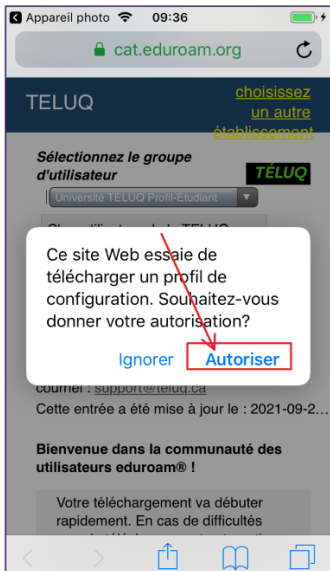 Appareil photo 09:36
cat.eduroam.org
TELUQ
choisissez
un autre
établissement
Sélectionnez le groupe
d'utilisateur
TÉLUQ
Université TELUQ Profil-Étudiant
Ce site Web essaie de
télécharger un profil de
configuration. Souhaitez-vous
donner votre autorisation?
Ignorer Autoriser
courriel : support@teluq.ca
Cette entrée a été mise à jour le : 2021-09-2...
Bienvenue dans la communauté des
utilisateurs eduroam® !
Votre téléchargement va débuter
rapidement. En cas de difficultés